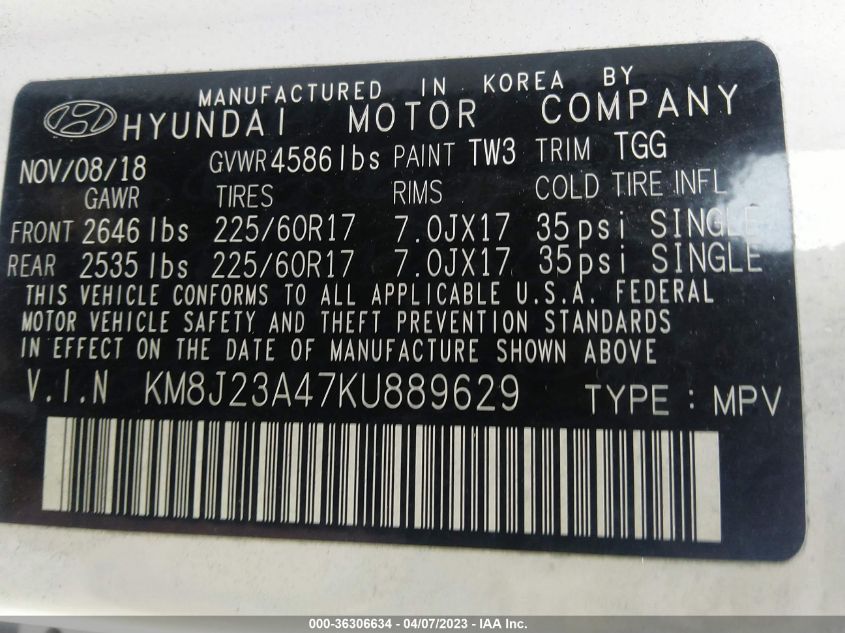 MANUFACTURED IN KOREA BY
HYUNDAI MOTOR COMPANY
NOV/08/18 GVWR 4586 lbs PAINT TW3 TRIM TGG
GAWR TIRES RIMS COLD TIRE INFL
FRONT 2646 lbs 225/60R17 7.0JX17 35psi SINGLE
REAR 2535 lbs 225/60R17 7.0JX17 35psi SINGLE
THIS VEHICLE CONFORMS TO ALL APPLICABLE U.S.A. FEDERAL
MOTOR VEHICLE SAFETY AND THEFT PREVENTION STANDARDS
IN EFFECT ON THE DATE OF MANUFACTURE SHOWN ABOVE
V.I.N KM8J23A47KU889629 TYPE : MPV
000-36306634 - 04/07/2023 - IAA Inc.